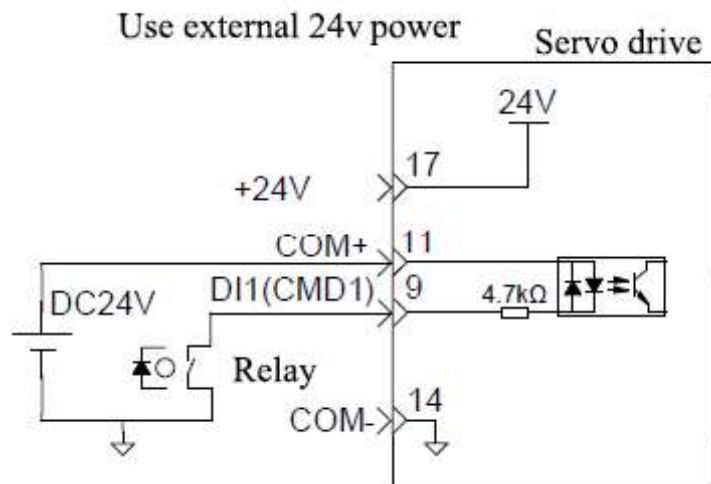 Use external 24v power
Servo drive
24V
17
+24V
COM+
11
DI1(CMD1)
9
4.7kΩ
DC24V
Relay
14
COM-